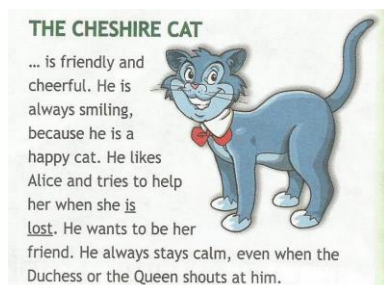 THE CHESHIRE CAT
... is friendly and
cheerful. He is
always smiling,
because he is a
happy cat. He likes
Alice and tries to help
her when she is
lost. He wants to be her
friend. He always stays calm, even when the
Duchess or the Queen shouts at him.